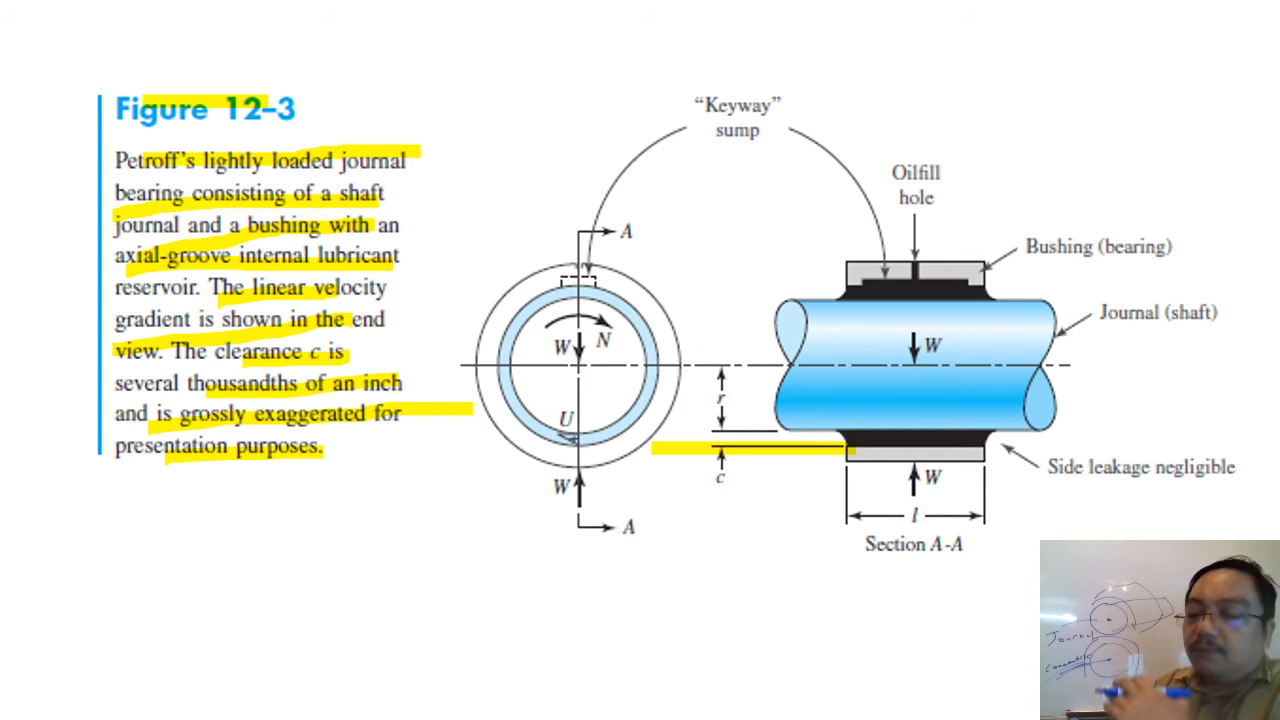 Figure 12–3
Petroff's lightly loaded journal
bearing consisting of a shaft
journal and a bushing with an
axial-groove internal lubricant
reservoir. The linear velocity
gradient is shown in the end
view. The clearance c is
several thousandths of an inch
and is grossly exaggerated for
presentation purposes.
“Keyway”
sump
Oilfill
hole
A
Bushing (bearing)
Journal (shaft)
N
W
W
r
U
c
Side leakage negligible
W
W
l
A
Section A-A
Journal
Concentric